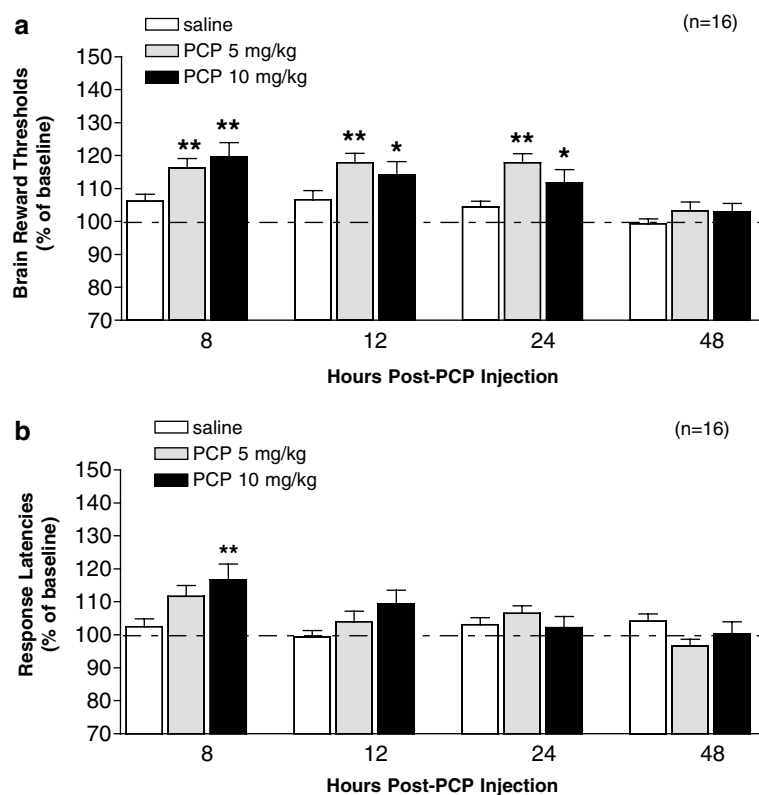 a
saline
PCP 5 mg/kg
PCP 10 mg/kg
(n=16)
Brain Reward Thresholds
(% of baseline)
150
140
130
120
110
100
90
80
70
** ** ** * ** *
8 12 24 48
Hours Post-PCP Injection
b
saline
PCP 5 mg/kg
PCP 10 mg/kg
(n=16)
Response Latencies
(% of baseline)
150
140
130
120
110
100
90
80
70
**
8 12 24 48
Hours Post-PCP Injection